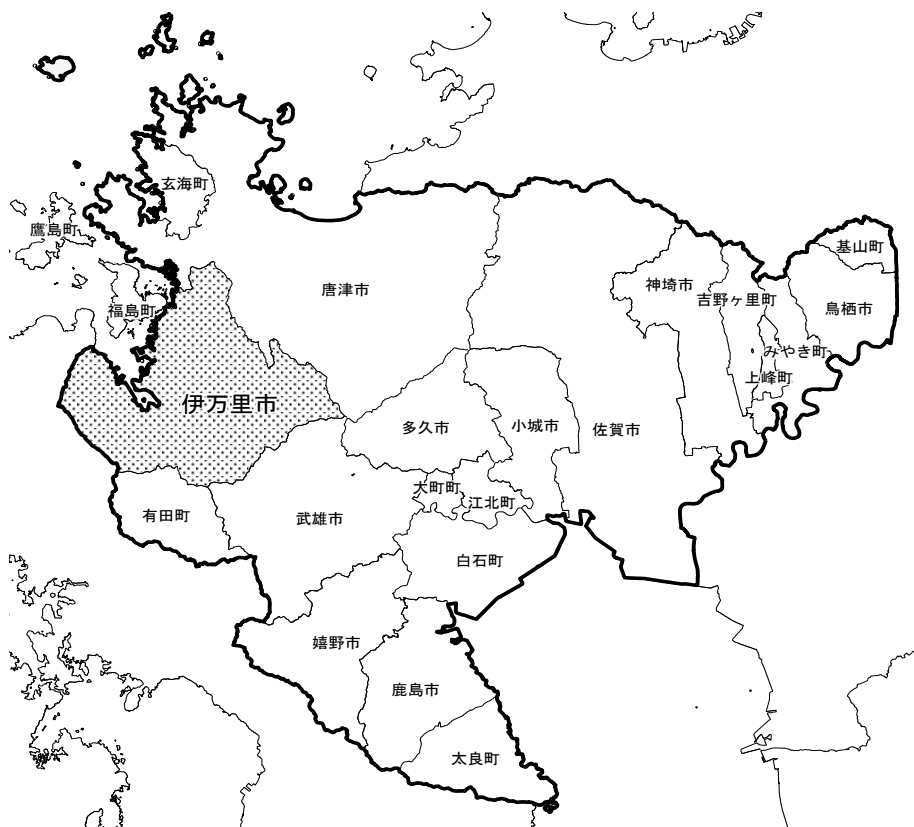 玄海町
鷹島町
基山町
神埼市
唐津市
吉野ヶ里町
福島町
鳥栖市
みやき町
上峰町
伊万里市
多久市
小城市
佐賀市
大町町
江北町
有田町
武雄市
白石町
嬉野市
鹿島市
太良町